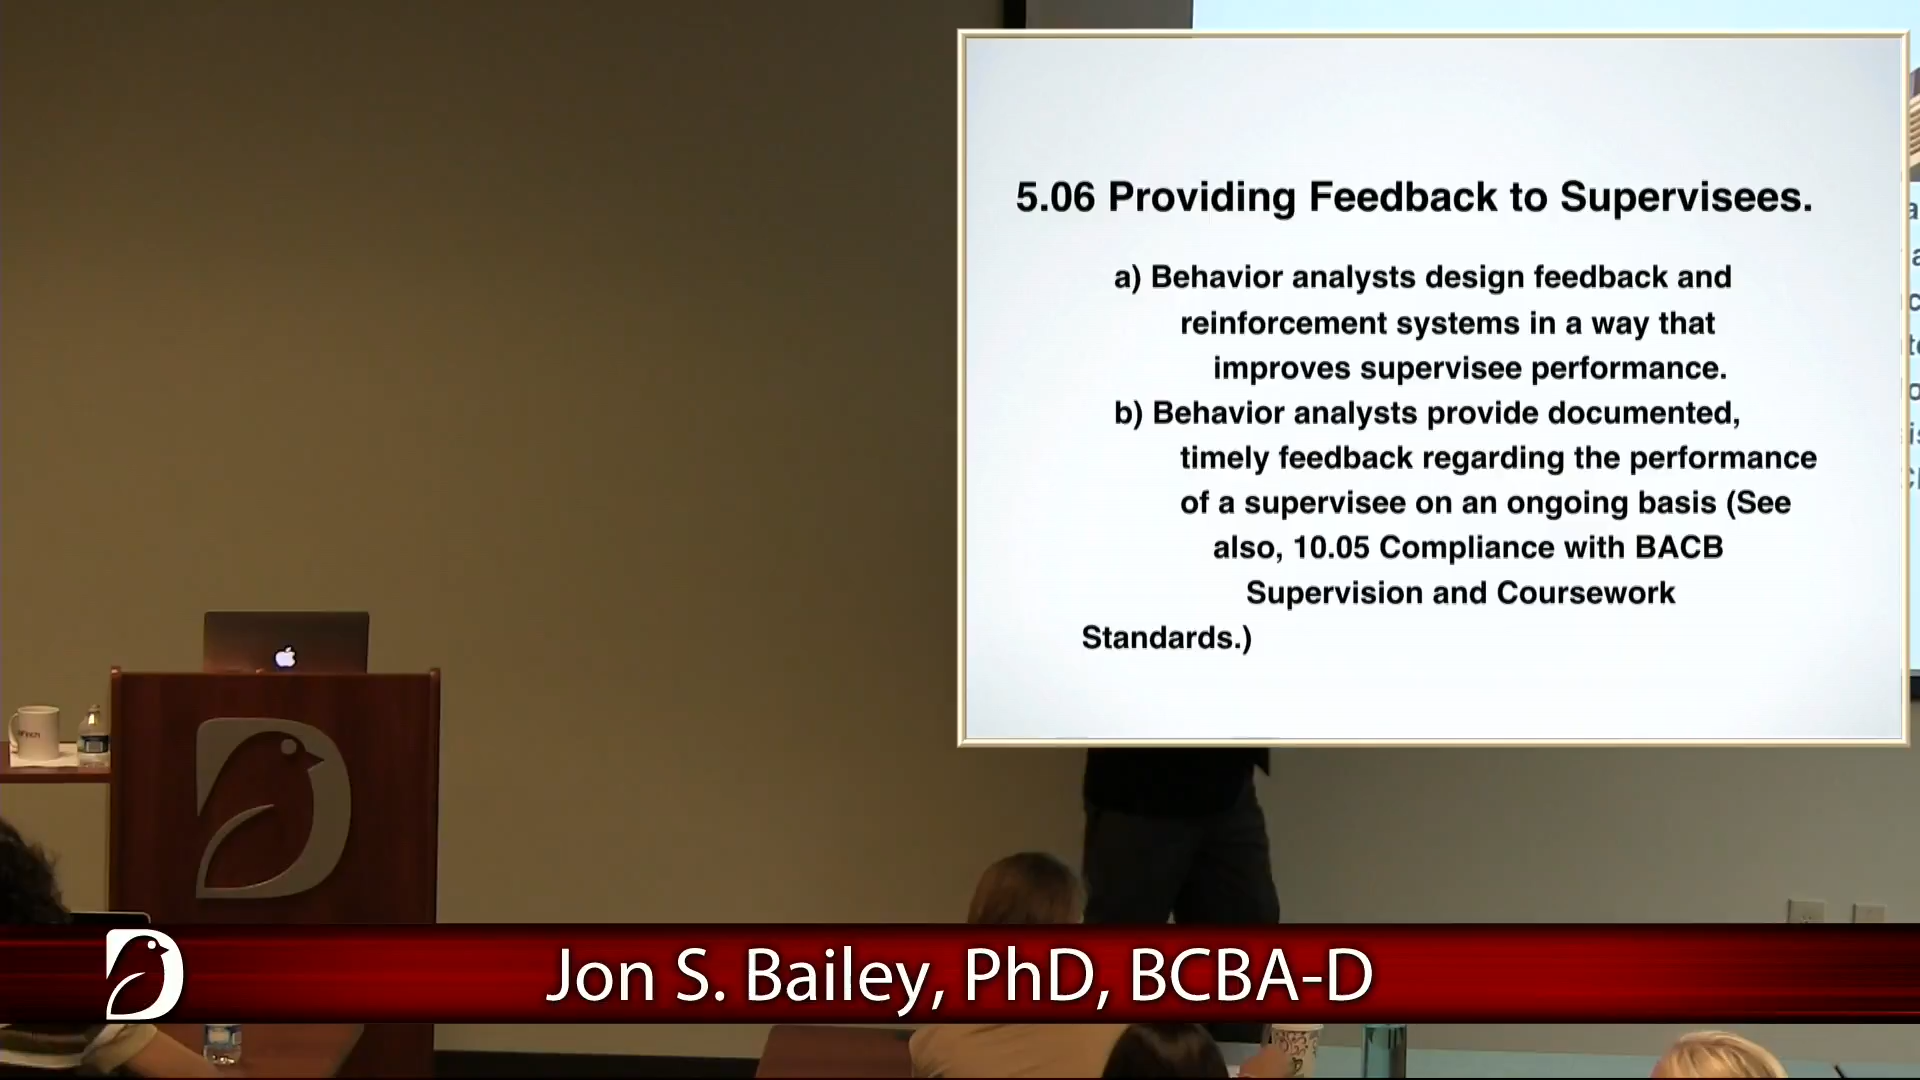 5.06 Providing Feedback to Supervisees.
a) Behavior analysts design feedback and
reinforcement systems in a way that
improves supervisee performance.
b) Behavior analysts provide documented,
timely feedback regarding the performance
of a supervisee on an ongoing basis (See
also, 10.05 Compliance with BACB
Supervision and Coursework
Standards.)
Jon S. Bailey, PhD, BCBA-D